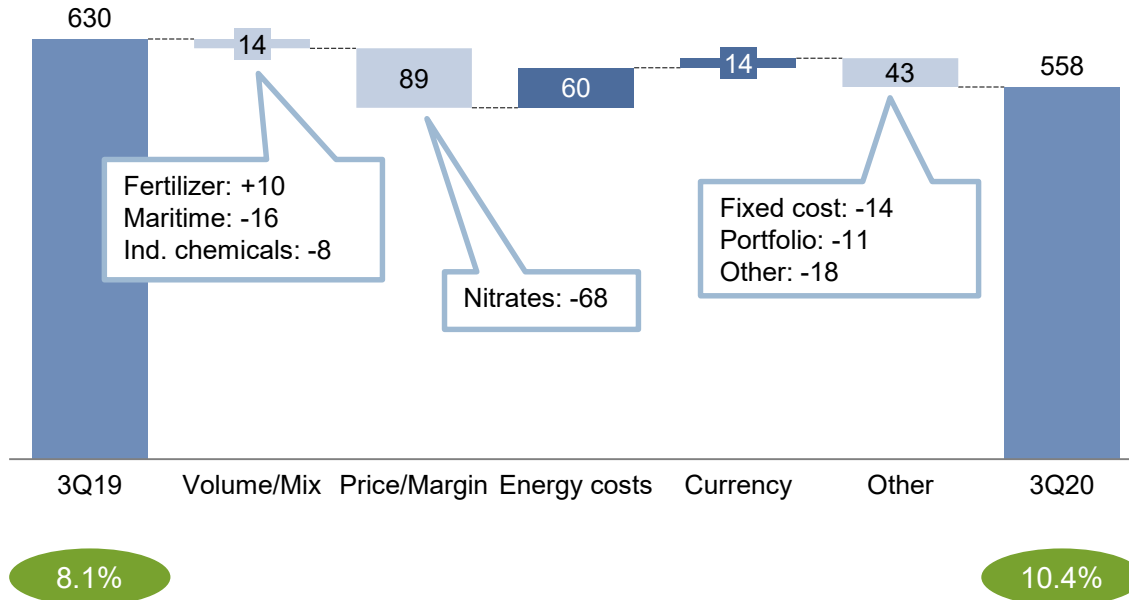 630
14
89
60
14
43
558
Fertilizer: +10
Maritime: -16
Ind. chemicals: -8
Nitrates: -68
Fixed cost: -14
Portfolio: -11
Other: -18
3Q19
Volume/Mix
Price/Margin
Energy costs
Currency
Other
3Q20
8.1%
10.4%